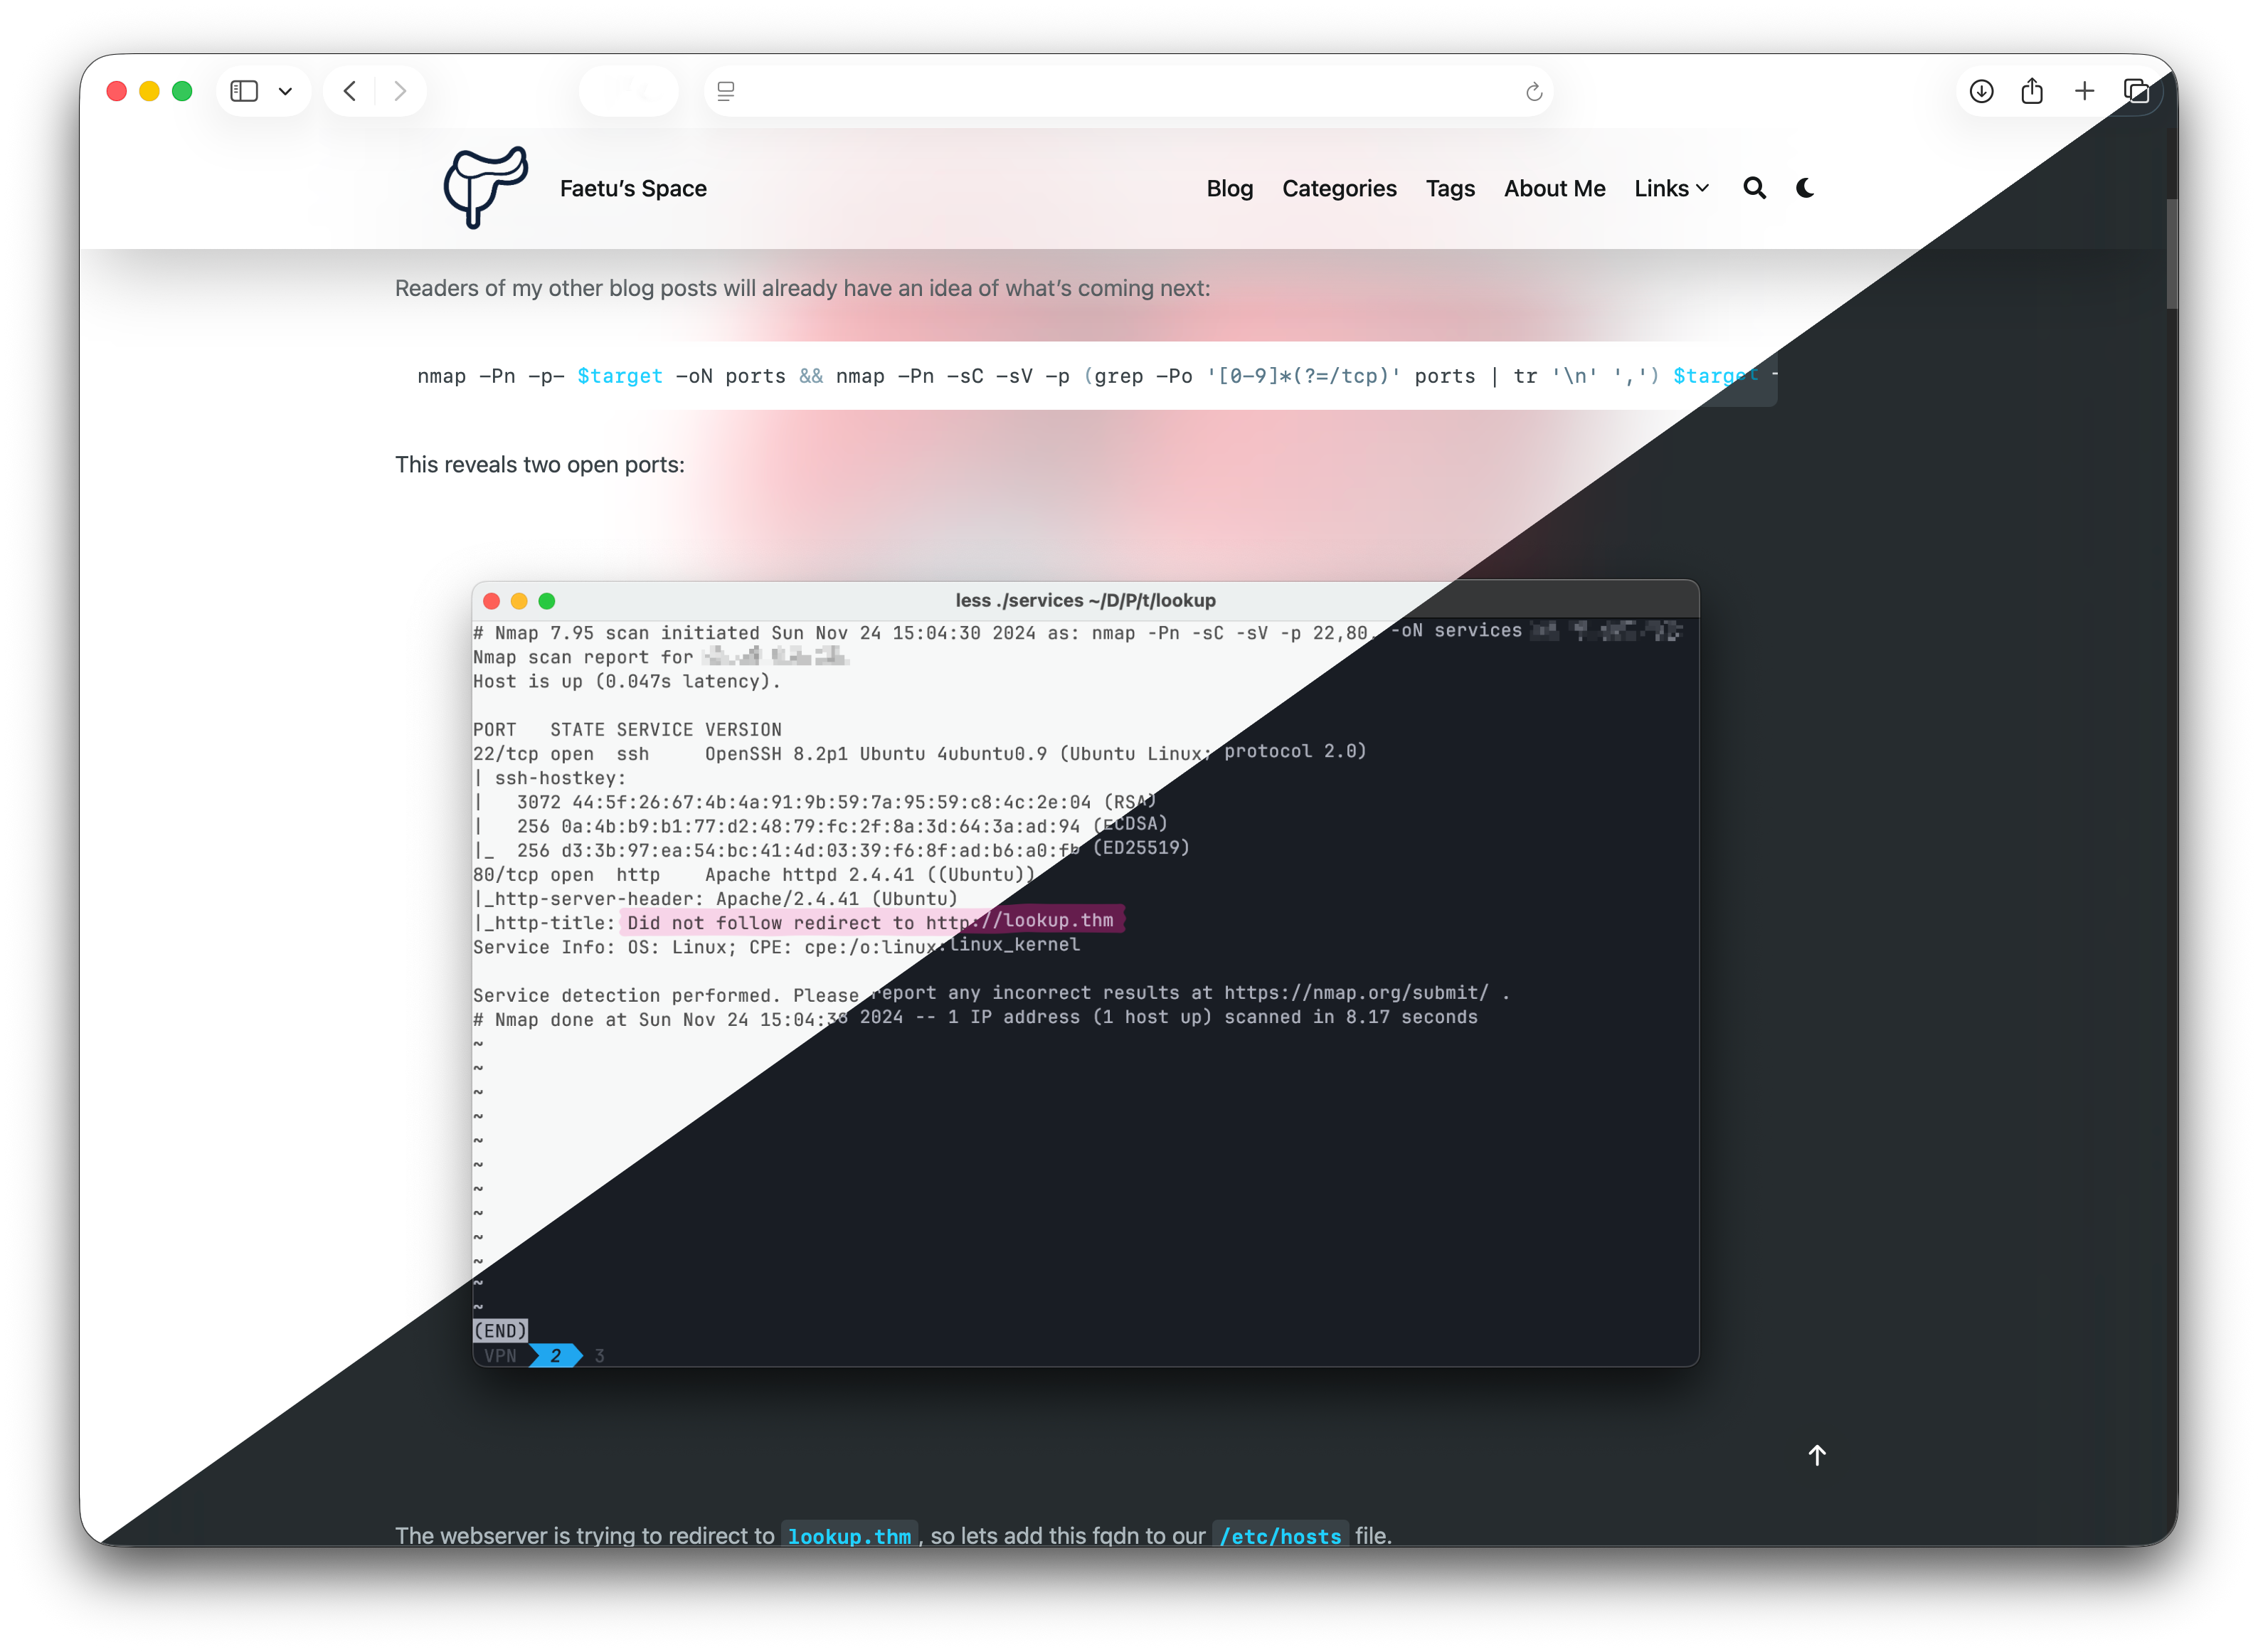 Faetu’s Space
Blog Categories Tags About Me Links
Readers of my other blog posts will already have an idea of what’s coming next:
nmap -Pn -p- $target -oN ports && nmap -Pn -sC -sV -p (grep -Po '[0-9]*(?=/tcp)' ports | tr '\n' ',') $target -
This reveals two open ports:
less ./services ~/D/P/t/lookup
# Nmap 7.95 scan initiated Sun Nov 24 15:04:30 2024 as: nmap -Pn -sC -sV -p 22,80, -oN services
Nmap scan report for
Host is up (0.047s latency).
PORT STATE SERVICE VERSION
22/tcp open ssh OpenSSH 8.2p1 Ubuntu 4ubuntu0.9 (Ubuntu Linux; protocol 2.0)
| ssh-hostkey:
| 3072 44:5f:26:67:4b:4a:91:9b:59:7a:95:59:c8:4c:2e:04 (RSA)
| 256 0a:4b:b9:b1:77:d2:48:79:fc:2f:8a:3d:64:3a:ad:94 (ECDSA)
|_ 256 d3:3b:97:ea:54:bc:41:4d:03:39:f6:8f:ad:b6:a0:fb (ED25519)
80/tcp open http Apache httpd 2.4.41 ((Ubuntu))
|_http-server-header: Apache/2.4.41 (Ubuntu)
|_http-title: Did not follow redirect to http://lookup.thm
Service Info: OS: Linux; CPE: cpe:/o:linux:linux_kernel
Service detection performed. Please report any incorrect results at https://nmap.org/submit/ .
# Nmap done at Sun Nov 24 15:04:38 2024 -- 1 IP address (1 host up) scanned in 8.17 seconds
~
~
~
~
~
~
~
~
~
~
~
~
(END)
VPN 2 3
The webserver is trying to redirect to lookup.thm, so lets add this fqdn to our /etc/hosts file.